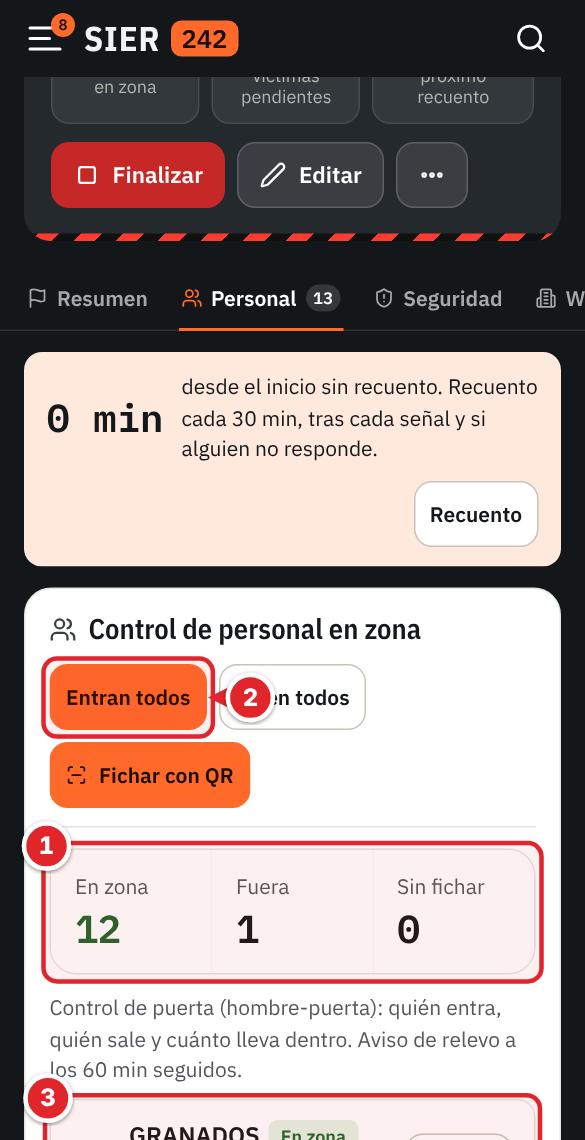 8
SIER 242
en zona
víctimas
pendientes
próximo
recuento
Finalizar
Editar
Resumen
Personal 13
Seguridad
W
0 min
desde el inicio sin recuento. Recuento
cada 30 min, tras cada señal y si
alguien no responde.
Recuento
Control de personal en zona
Entran todos
2
en todos
Fichar con QR
1
En zona
12
Fuera
1
Sin fichar
0
Control de puerta (hombre-puerta): quién entra,
quién sale y cuánto lleva dentro. Aviso de relevo a
los 60 min seguidos.
3
GRANADOS
En zona